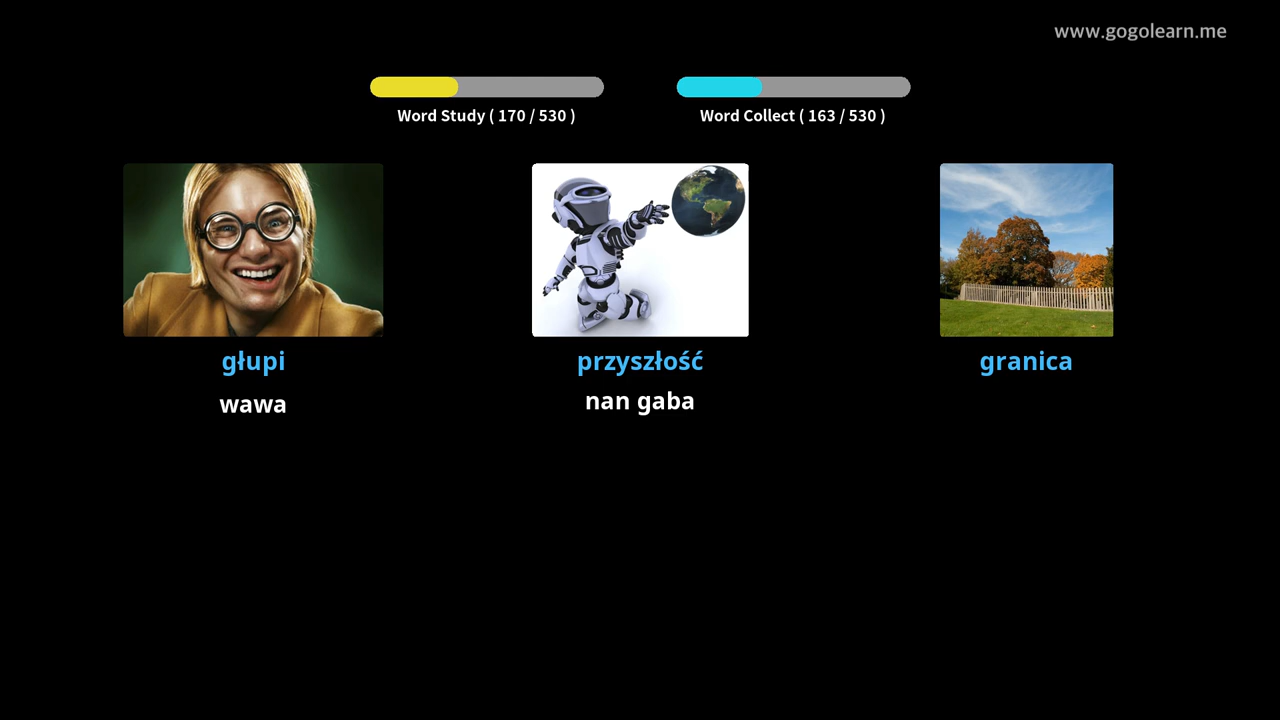 www.gogolearn.me
Word Study ( 170 / 530 )
Word Collect ( 163 / 530 )
głupi
przyszłość
granica
wawa
nan gaba